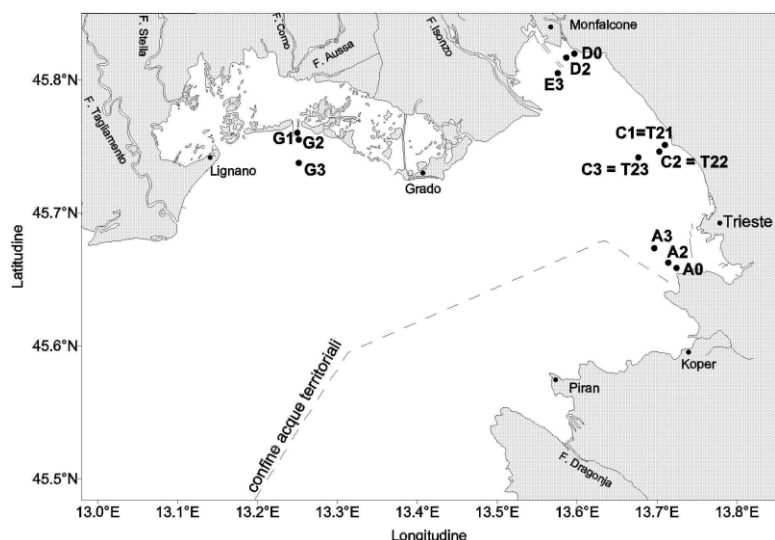 Monfalcone
F. Stella
F. Corno
F. Aussa
F. Isonzo
D0
D2
E3
45.8°N
F. Tagliamento
C1=T21
G1
G2
C2 = T22
C3 = T23
Lignano
G3
Grado
45.7°N
Trieste
A3
A2
A0
Latitudine
45.6°N
Koper
Piran
confine acque territoriali
F. Dragonja
45.5°N
13.0°E 13.1°E 13.2°E 13.3°E 13.4°E 13.5°E 13.6°E 13.7°E 13.8°E
Longitudine